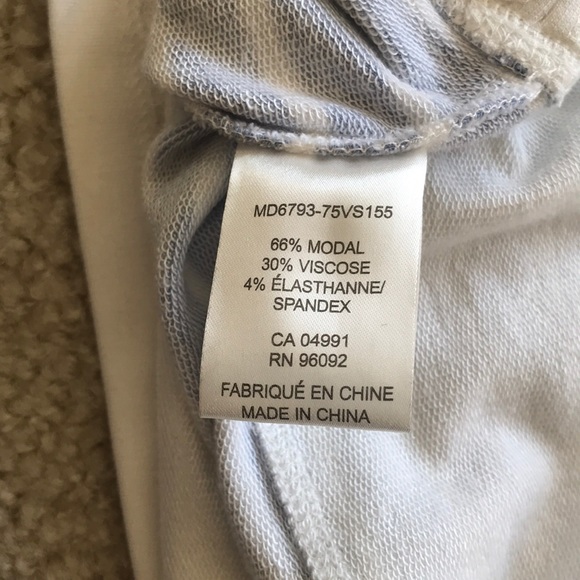 MD6793-75VS155
66% MODAL
30% VISCOSE
4% ÉLASTHANNE/
SPANDEX
CA 04991
RN 96092
FABRIQUÉ EN CHINE
MADE IN CHINA